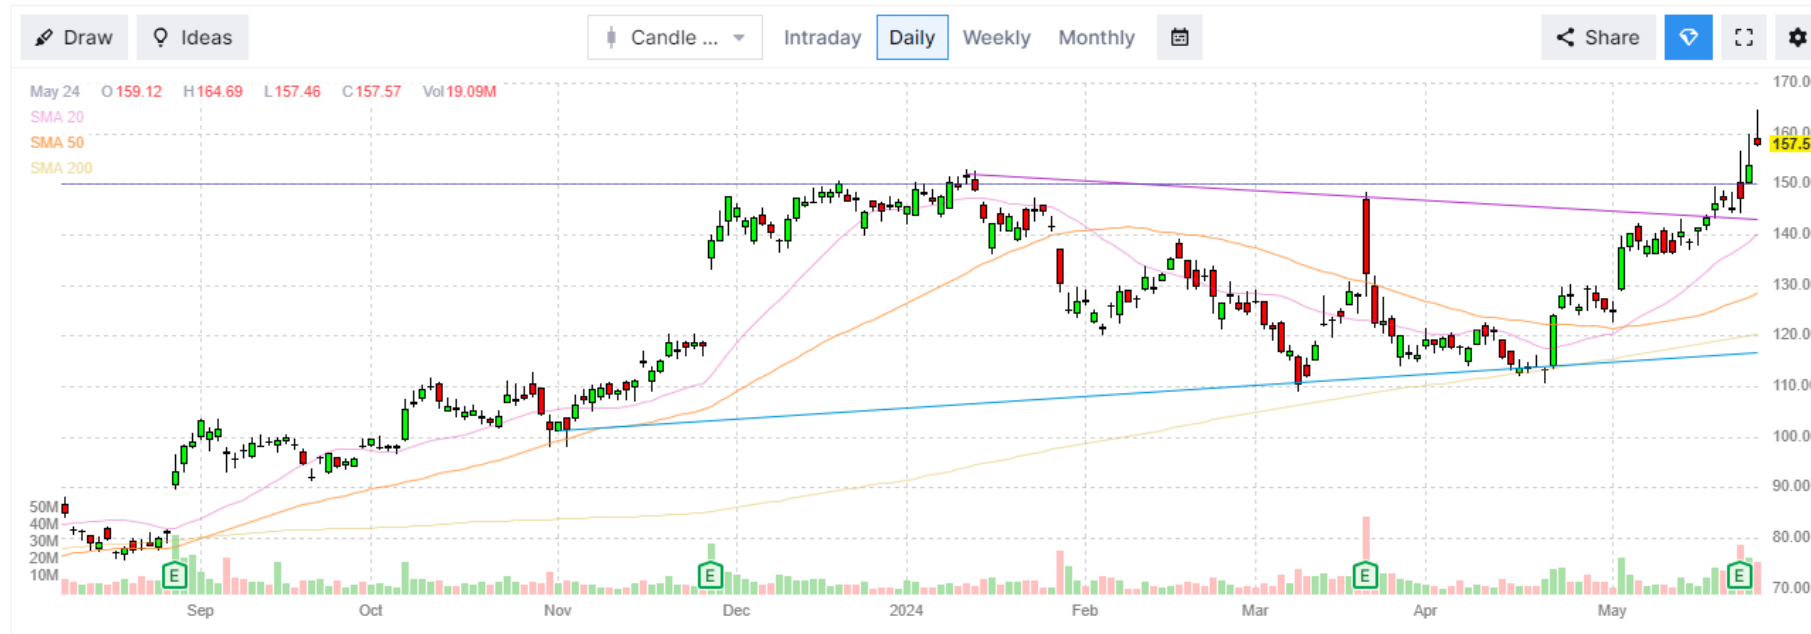 Draw Ideas Candle ... Intraday Daily Weekly Monthly Share
May 24 O 159.12 H 164.69 L 157.46 C 157.57 Vol 19.09M
SMA 20
SMA 50
SMA 200
170.0
160.0
157.5
150.0
140.0
130.0
120.0
110.0
100.0
90.00
80.00
70.00
50M
40M
30M
20M
10M
E E E E
Sep Oct Nov Dec 2024 Feb Mar Apr May